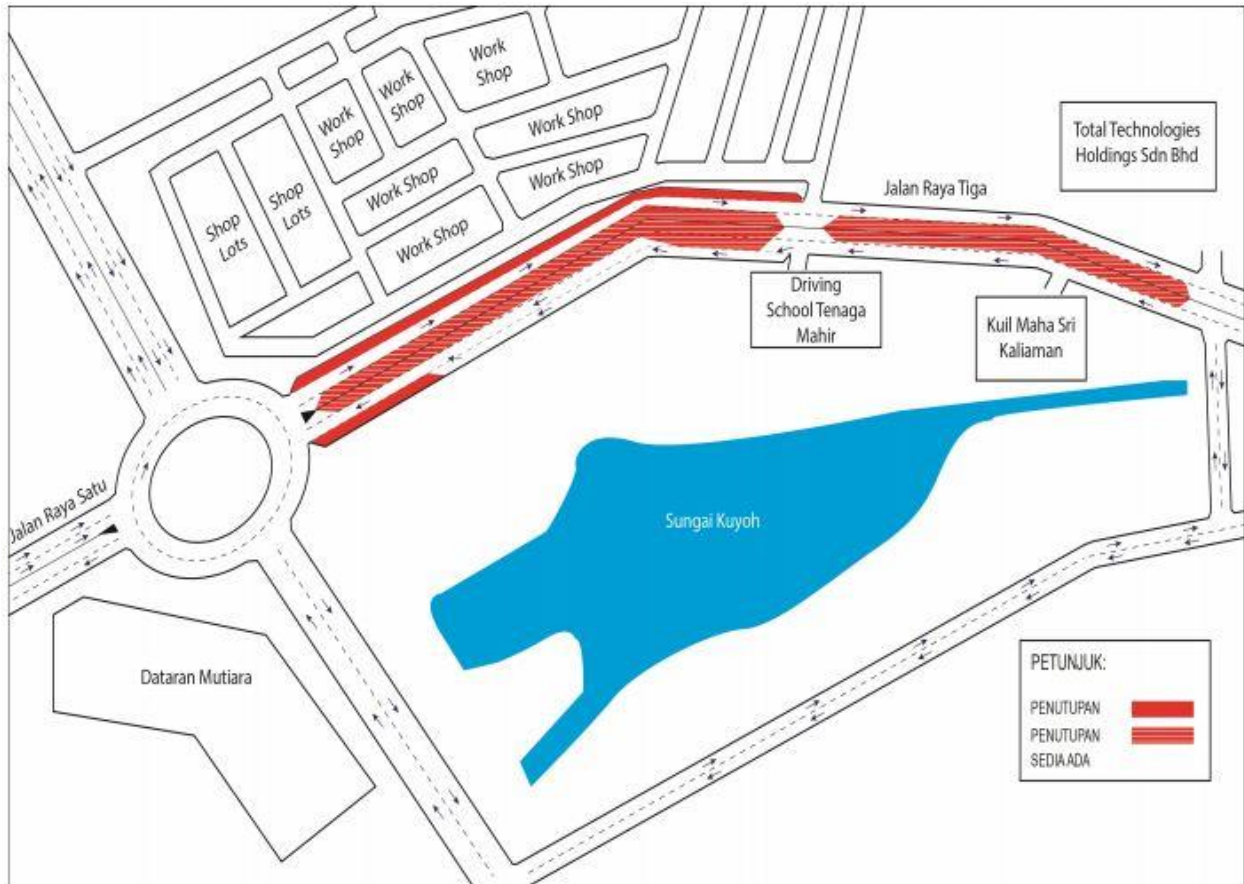 Work
Shop
Work
Shop
Work
Shop
Work Shop
Work Shop
Work Shop
Work Shop
Shop
Lots
Shop
Lots
Total Technologies
Holdings Sdn Bhd
Jalan Raya Tiga
Driving
School Tenaga
Mahir
Kuil Maha Sri
Kaliaman
Jalan Raya Satu
Sungai Kuyoh
Dataran Mutiara
PETUNJUK:
PENUTUPAN
PENUTUPAN
SEDIA ADA